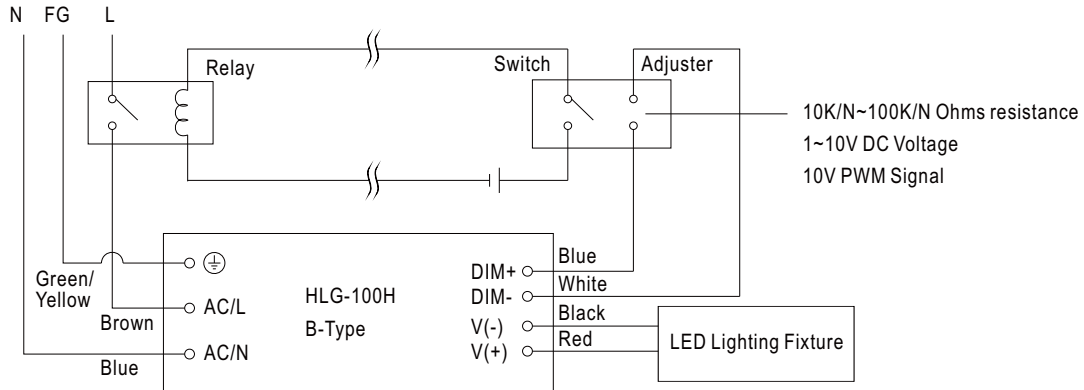 N FG L
Relay
Switch
Adjuster
10K/N~100K/N Ohms resistance
1~10V DC Voltage
10V PWM Signal
Green/
Yellow
Brown
Blue
AC/L
AC/N
HLG-100H
B-Type
DIM+
DIM-
V(-)
V(+)
Blue
White
Black
Red
LED Lighting Fixture